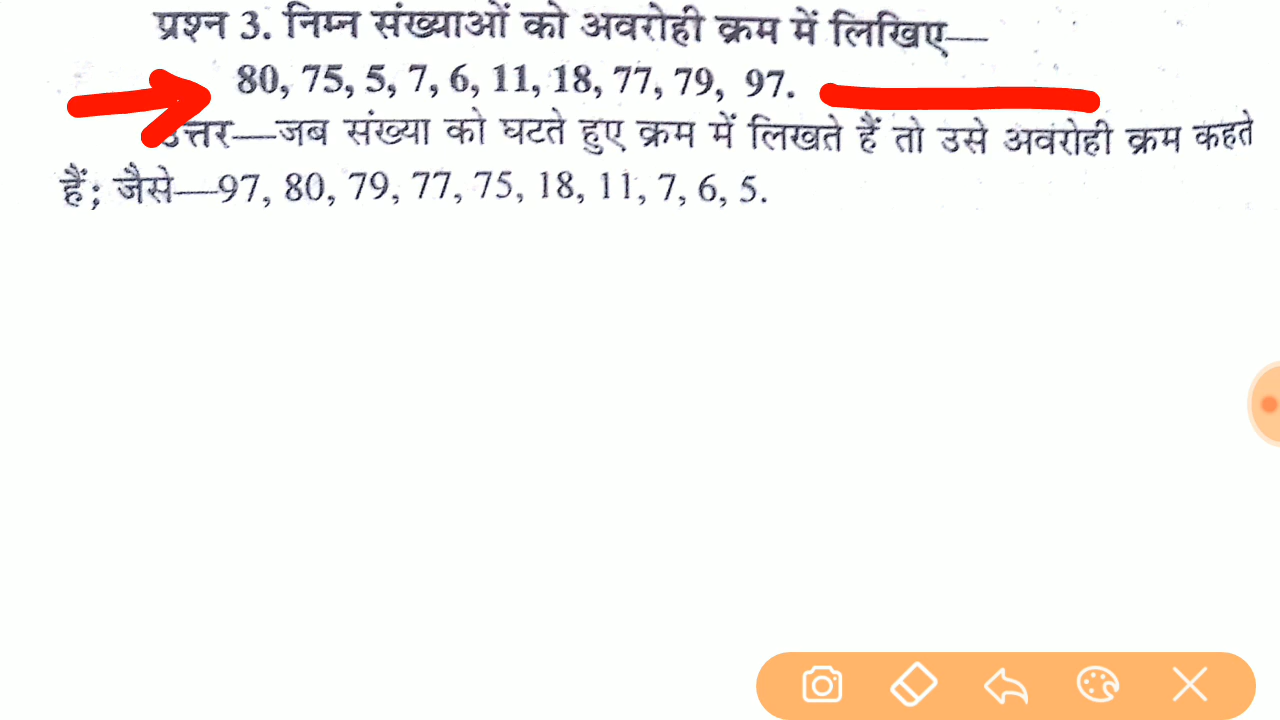 प्रश्न 3. निम्न संख्याओं को अवरोही क्रम में लिखिए—
80, 75, 5, 7, 6, 11, 18, 77, 79, 97.
उत्तर—जब संख्या को घटते हुए क्रम में लिखते हैं तो उसे अवरोही क्रम कहते
हैं; जैसे—97, 80, 79, 77, 75, 18, 11, 7, 6, 5.